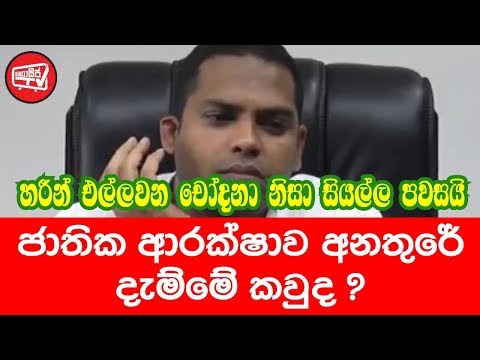 හරීන් එල්ලවන චෝදනා නිසා සියල්ල පවසයි
ජාතික ආරක්ෂාව අනතුරේ
දැම්මේ කවුද ?